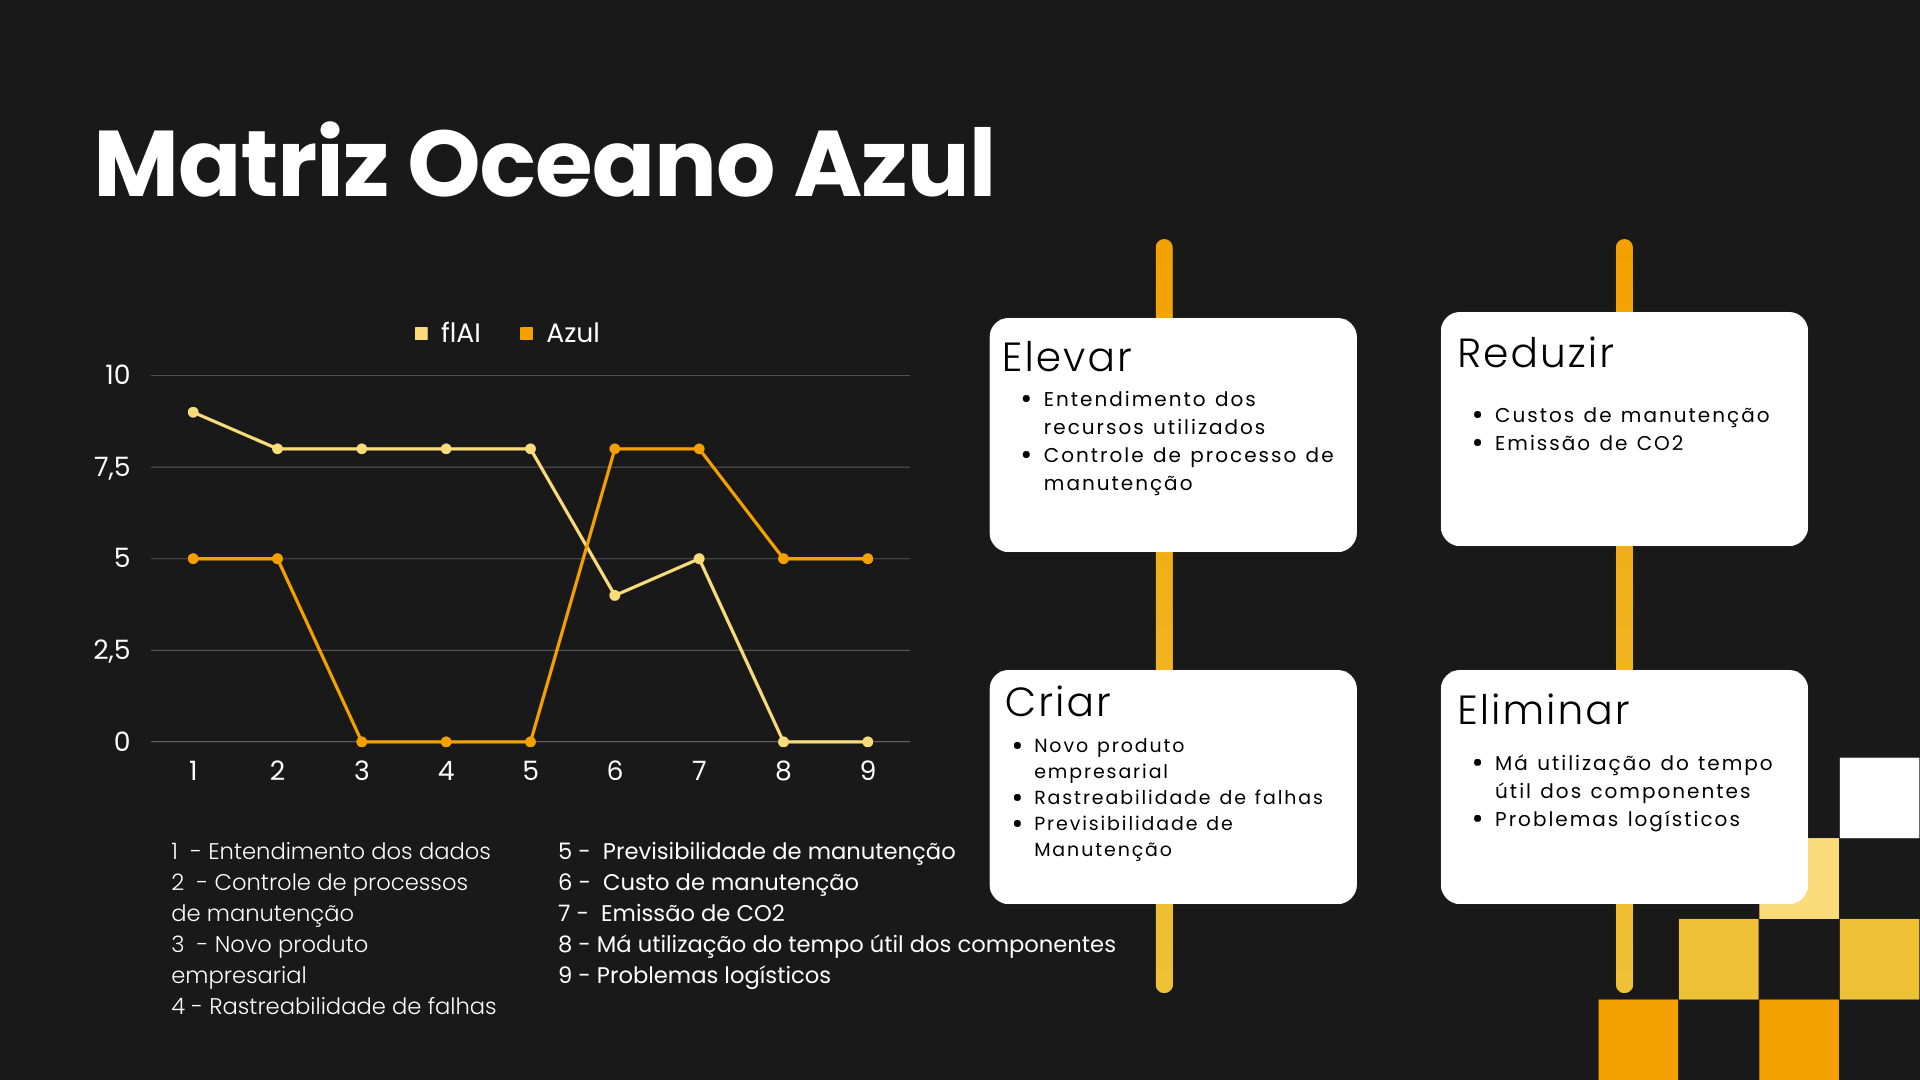 Matriz Oceano Azul
flAI
Azul
10
7,5
5
2,5
0
1 2 3 4 5 6 7 8 9
1 - Entendimento dos dados
2 - Controle de processos
de manutenção
3 - Novo produto
empresarial
4 - Rastreabilidade de falhas
5 - Previsibilidade de manutenção
6 - Custo de manutenção
7 - Emissão de CO2
8 - Má utilização do tempo útil dos componentes
9 - Problemas logísticos
Elevar
• Entendimento dos
recursos utilizados
• Controle de processo de
manutenção
Reduzir
• Custos de manutenção
• Emissão de CO2
Criar
• Novo produto
empresarial
• Rastreabilidade de falhas
• Previsibilidade de
Manutenção
Eliminar
• Má utilização do tempo
útil dos componentes
• Problemas logísticos